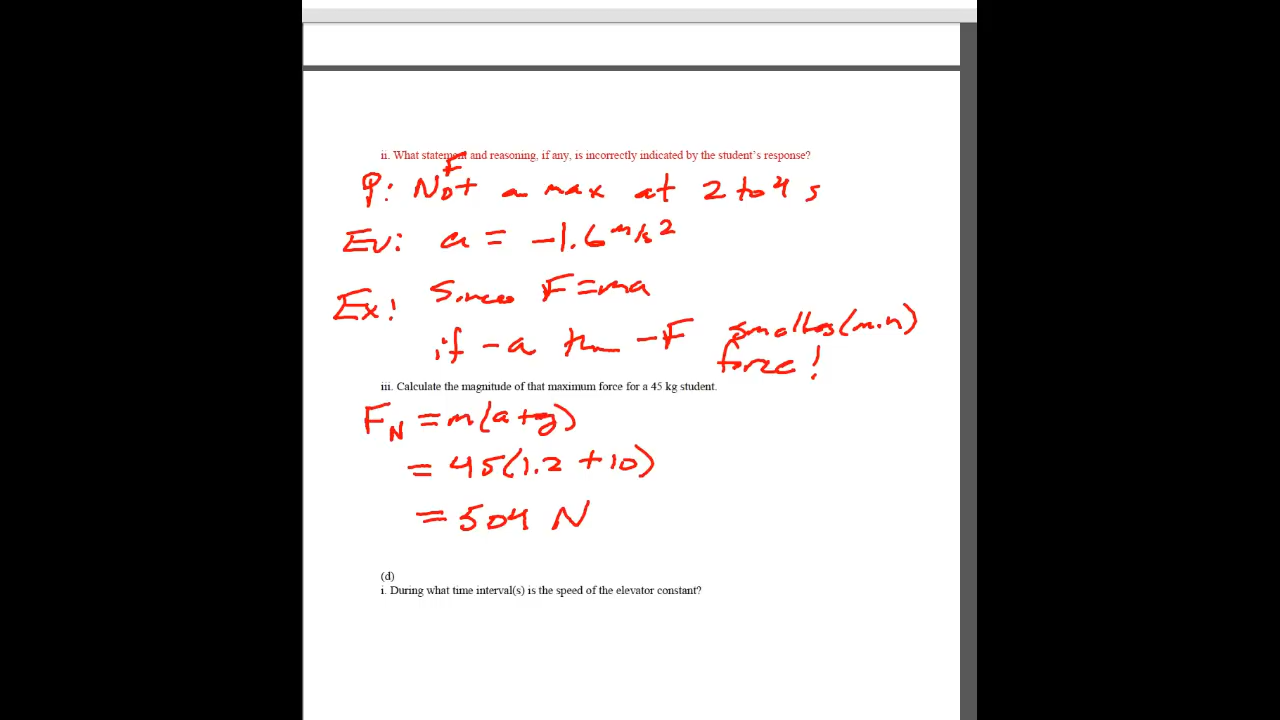 ii. What statement and reasoning, if any, is incorrectly indicated by the student's response?
P: Not F a max at 2 to 4 s
Ev: a = -1.6 m/s²
Ex: Since F = ma
if -a then -F smallest (min) force!
iii. Calculate the magnitude of that maximum force for a 45 kg student.
F_N = m(a+g)
= 45(1.2 + 10)
= 504 N
(d)
i. During what time interval(s) is the speed of the elevator constant?